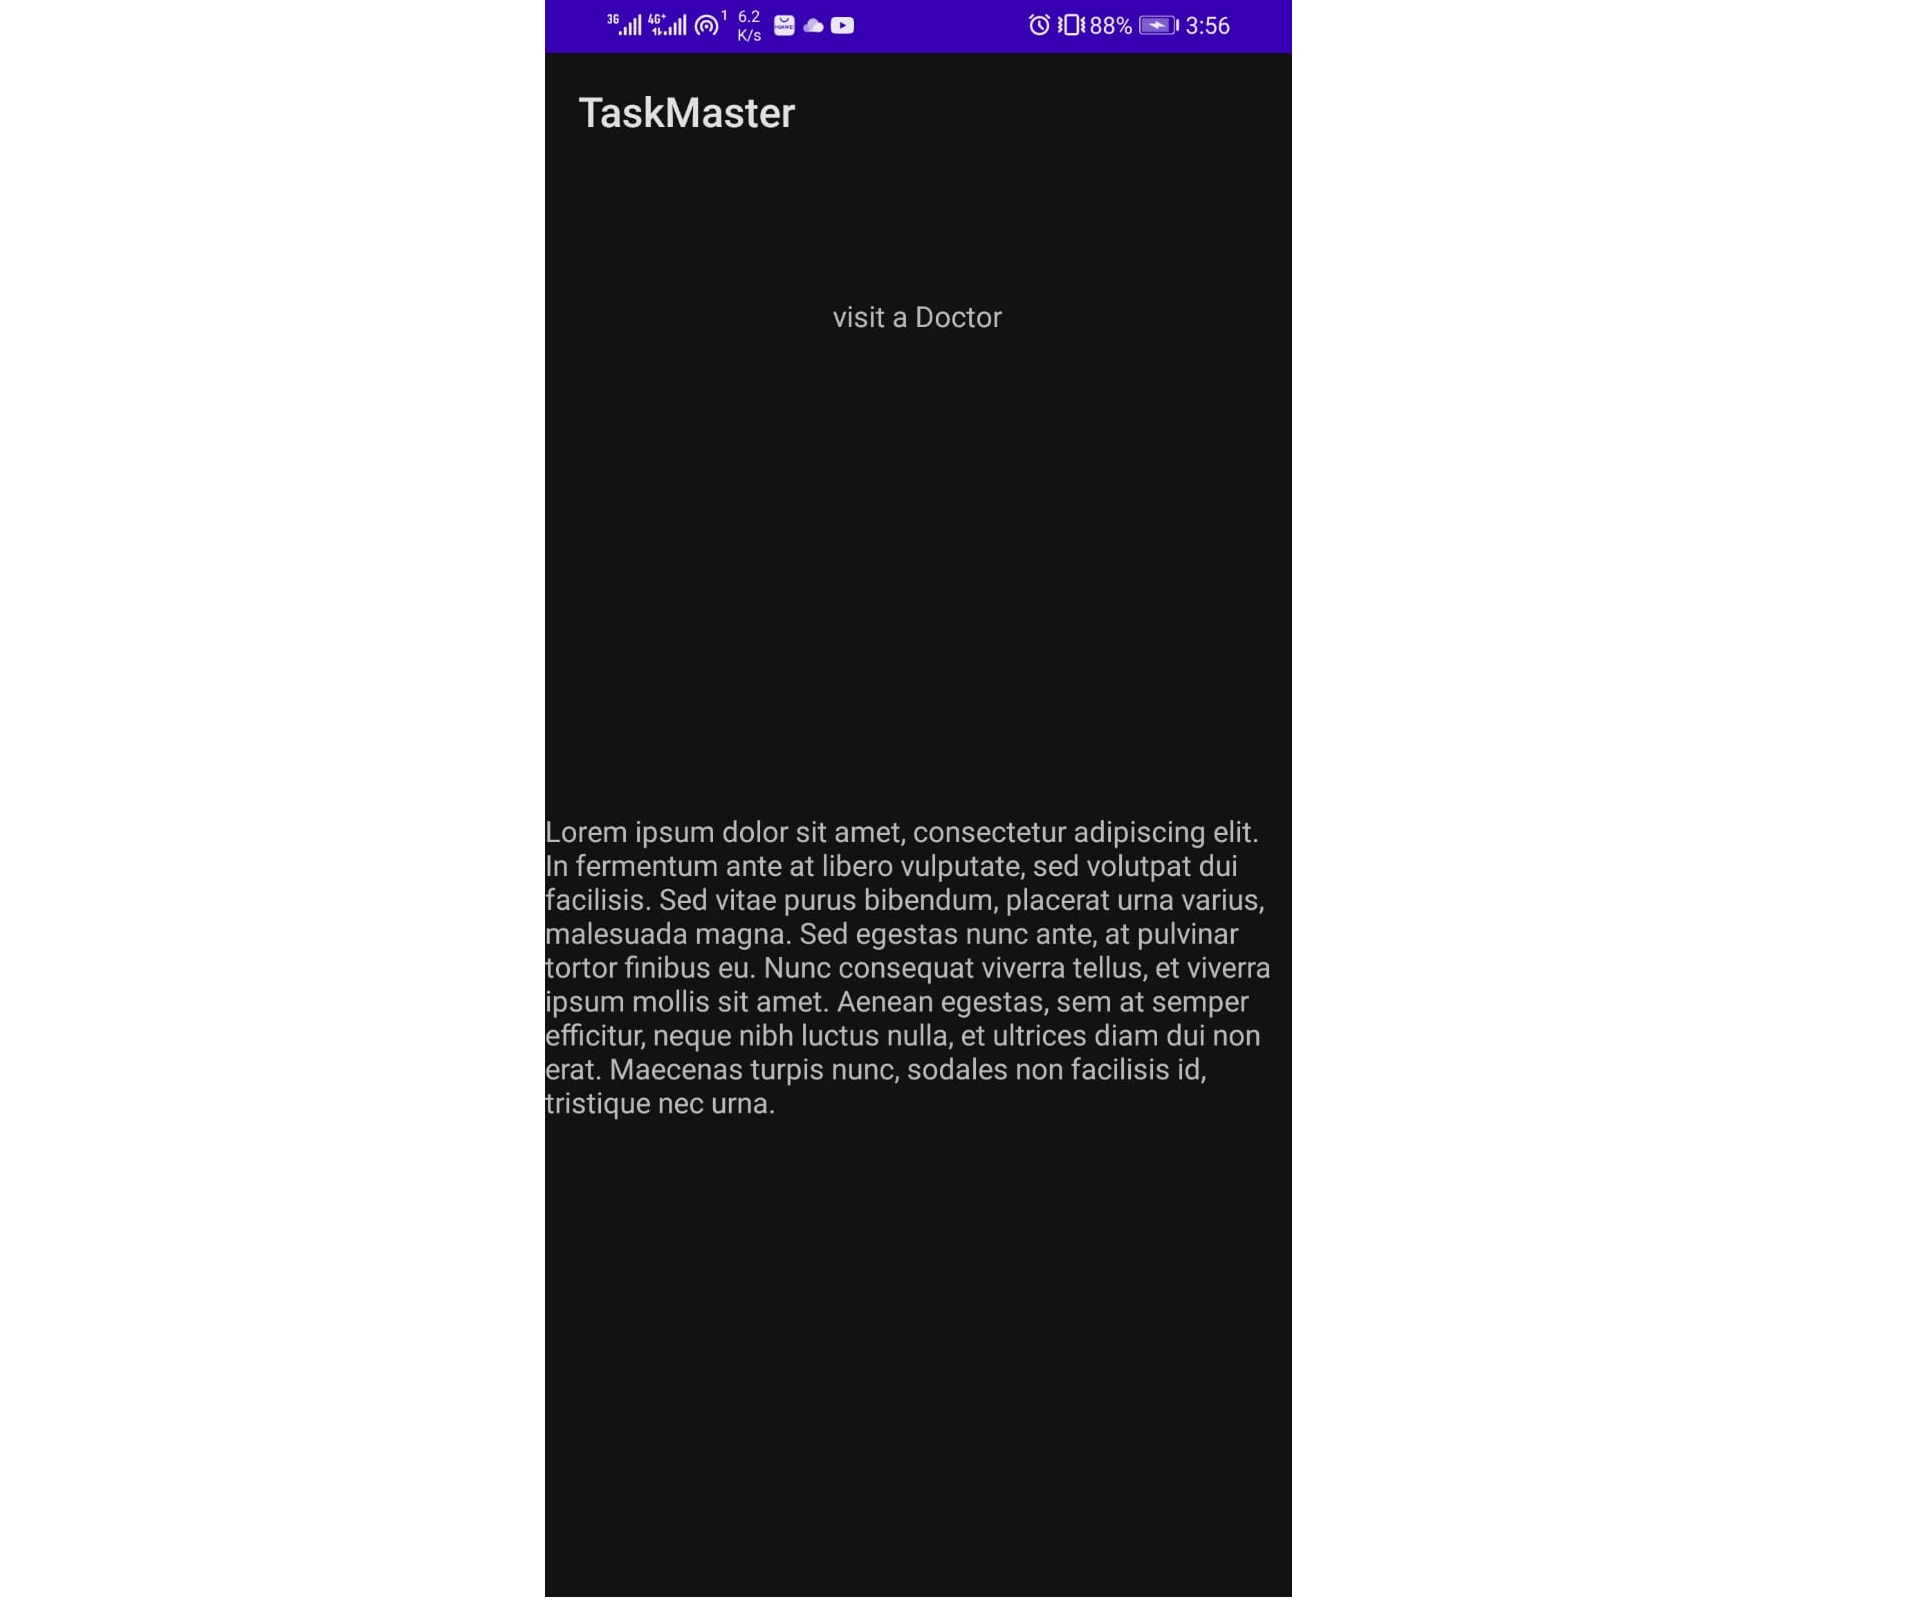 3G 4G+ 1 6.2 K/s 88% 3:56
TaskMaster
visit a Doctor
Lorem ipsum dolor sit amet, consectetur adipiscing elit.
In fermentum ante at libero vulputate, sed volutpat dui
facilisis. Sed vitae purus bibendum, placerat urna varius,
malesuada magna. Sed egestas nunc ante, at pulvinar
tortor finibus eu. Nunc consequat viverra tellus, et viverra
ipsum mollis sit amet. Aenean egestas, sem at semper
efficitur, neque nibh luctus nulla, et ultrices diam dui non
erat. Maecenas turpis nunc, sodales non facilisis id,
tristique nec urna.